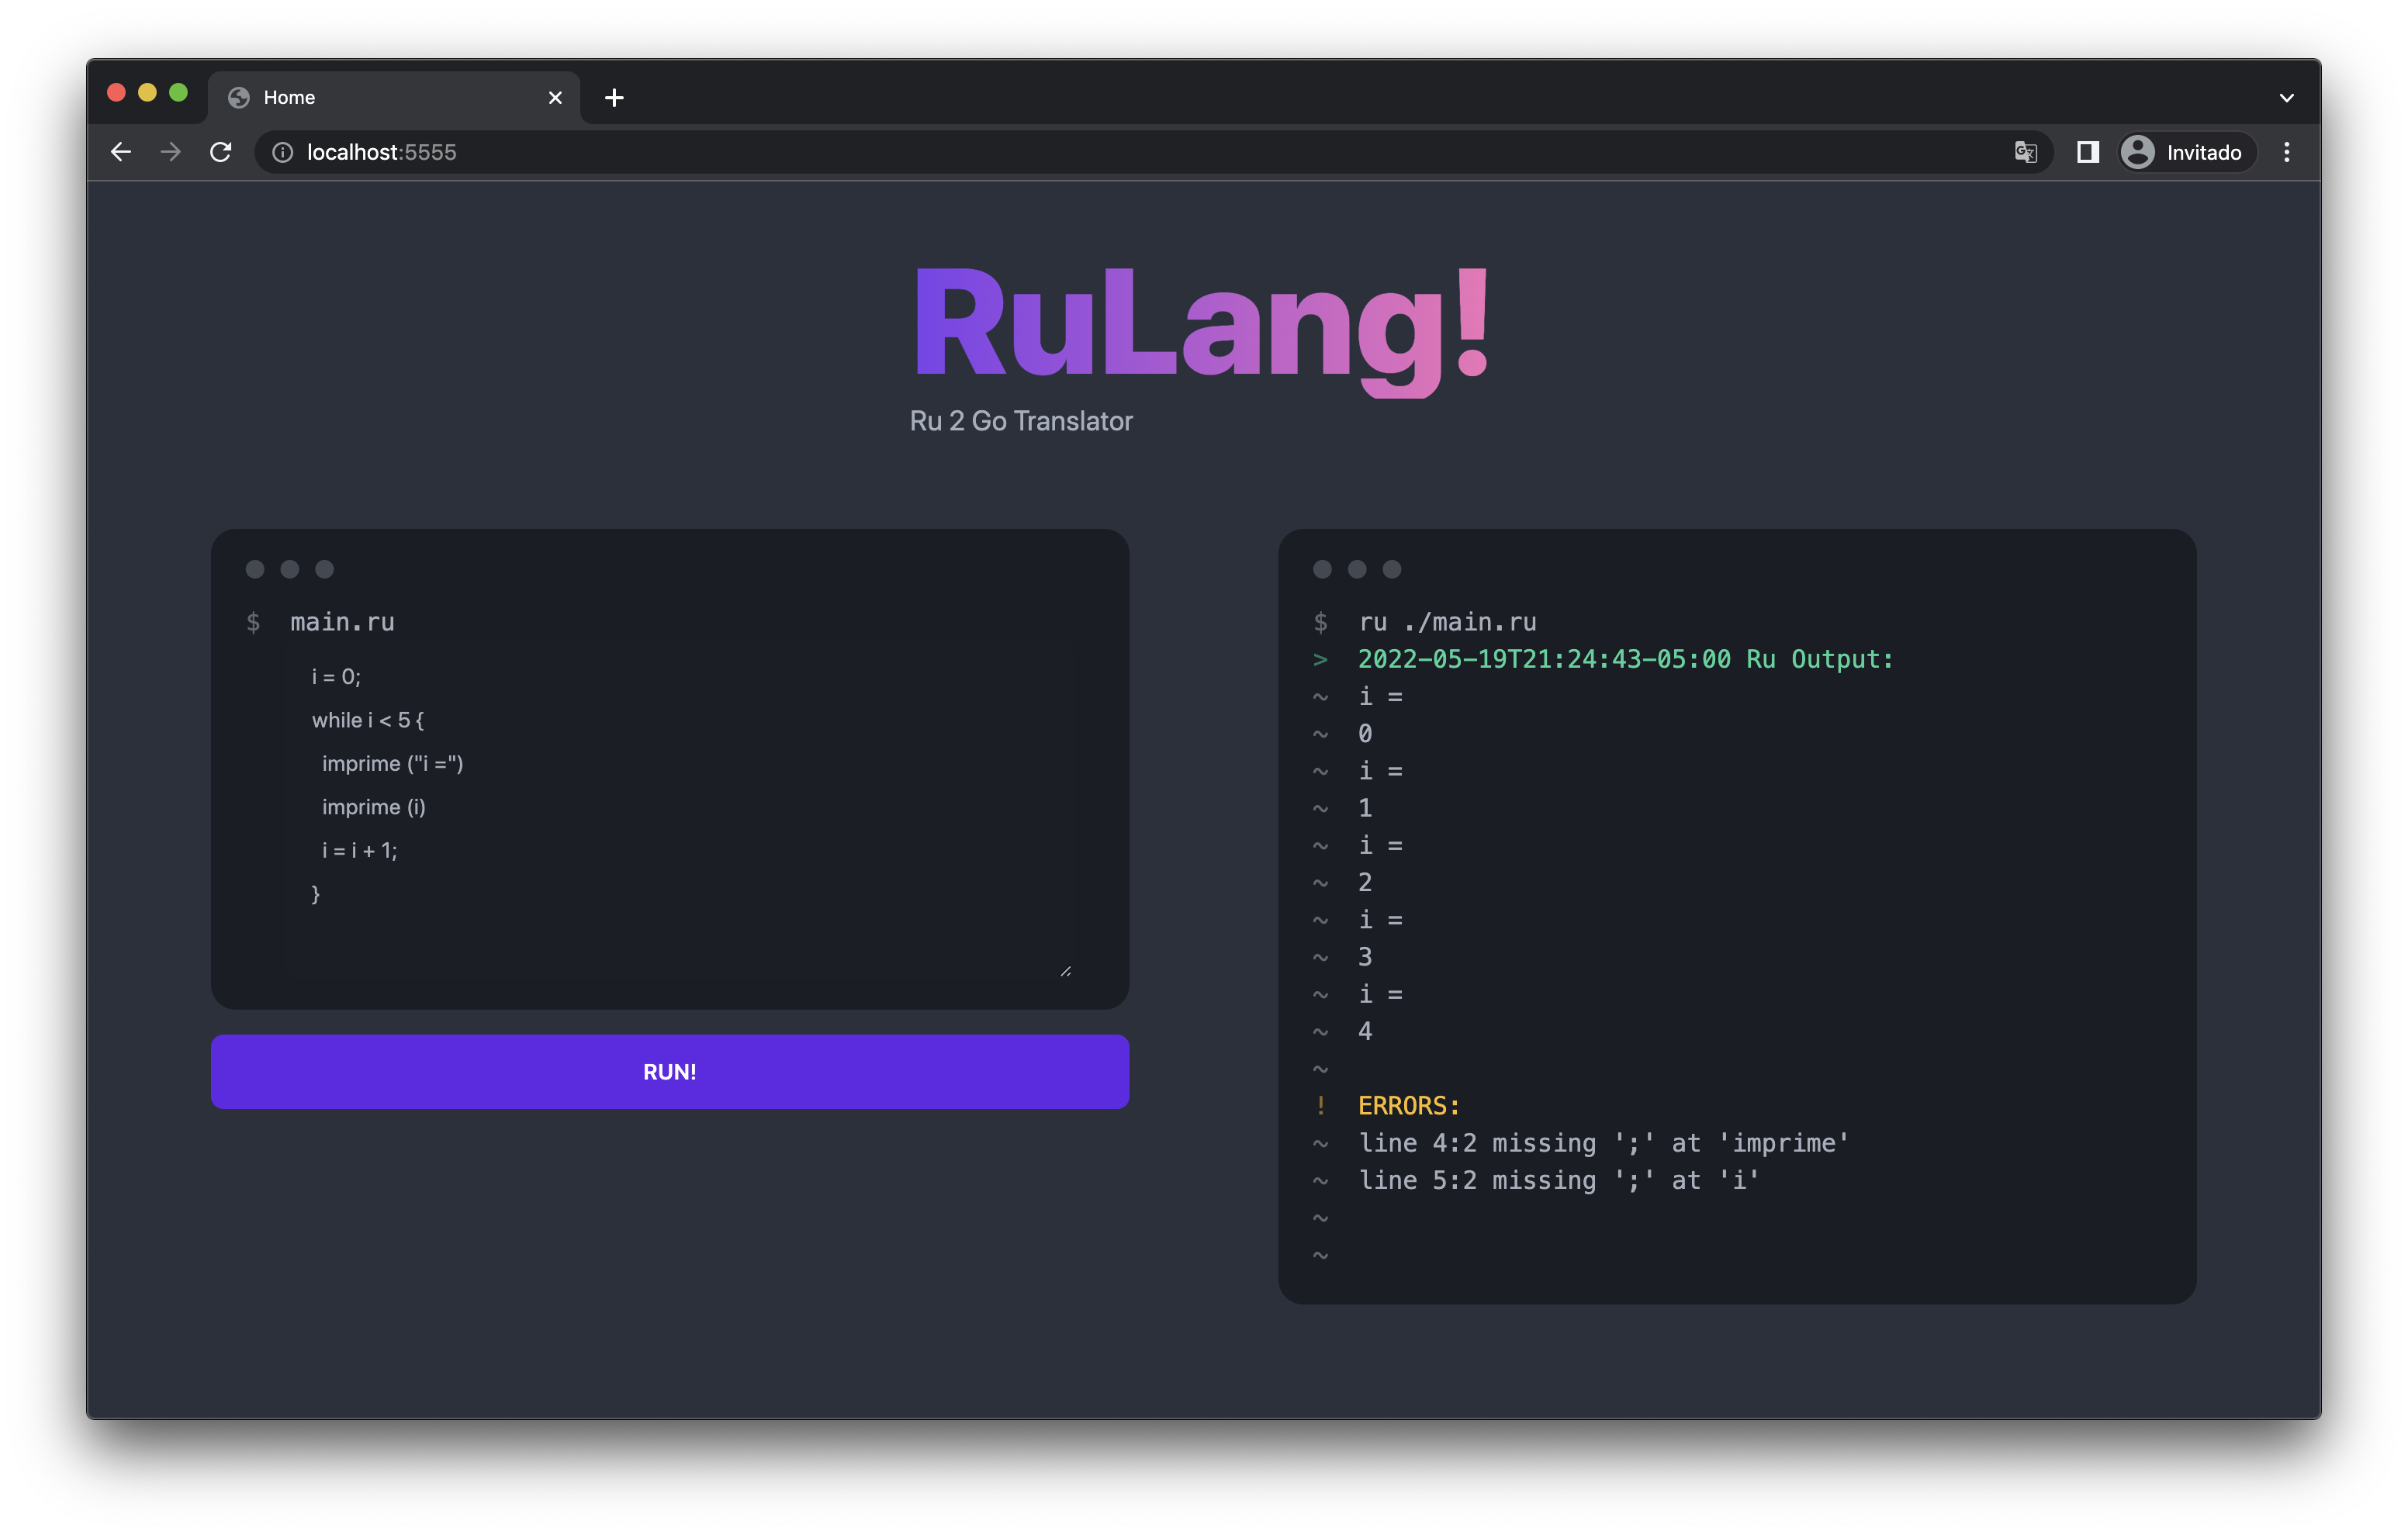 Home
localhost:5555
Invitado
RuLang!
Ru 2 Go Translator
$ main.ru
i = 0;
while i < 5 {
imprime ("i =")
imprime (i)
i = i + 1;
}
RUN!
$ ru ./main.ru
> 2022-05-19T21:24:43-05:00 Ru Output:
~ i =
~ 0
~ i =
~ 1
~ i =
~ 2
~ i =
~ 3
~ i =
~ 4
~
! ERRORS:
~ line 4:2 missing ';' at 'imprime'
~ line 5:2 missing ';' at 'i'
~
~